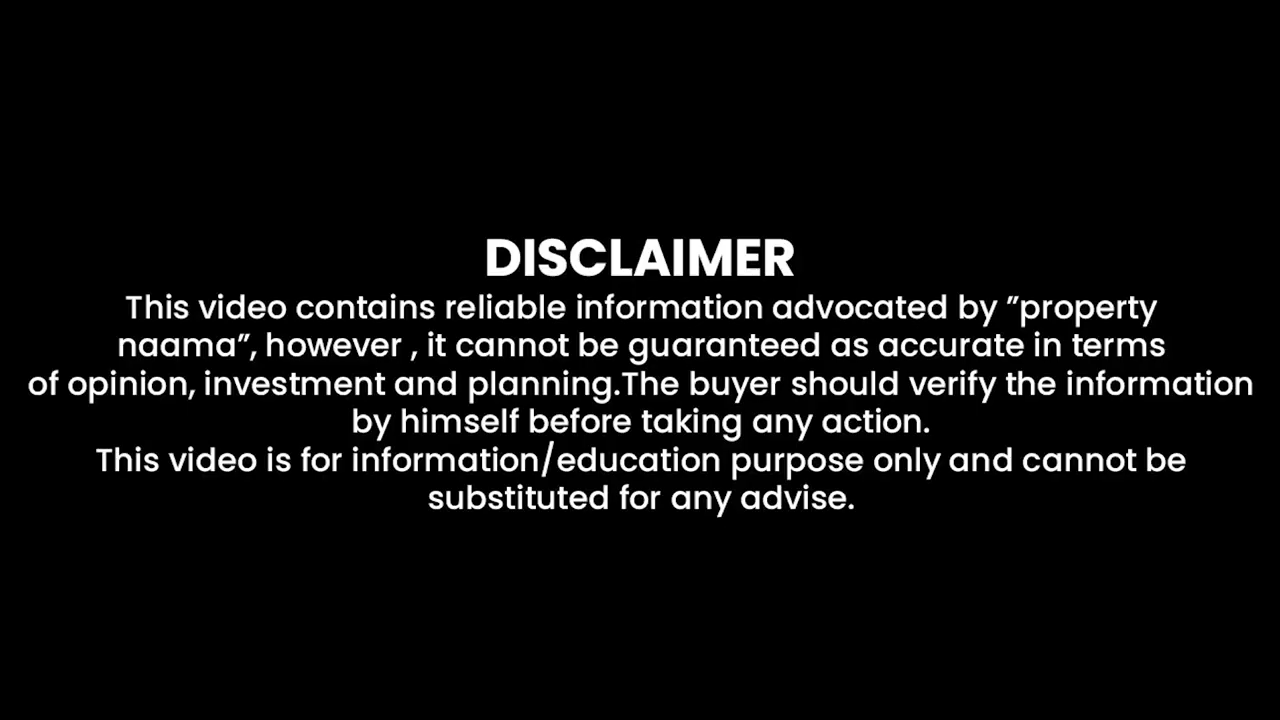 DISCLAIMER
This video contains reliable information advocated by ”property
naama”, however , it cannot be guaranteed as accurate in terms
of opinion, investment and planning.The buyer should verify the information
by himself before taking any action.
This video is for information/education purpose only and cannot be
substituted for any advise.